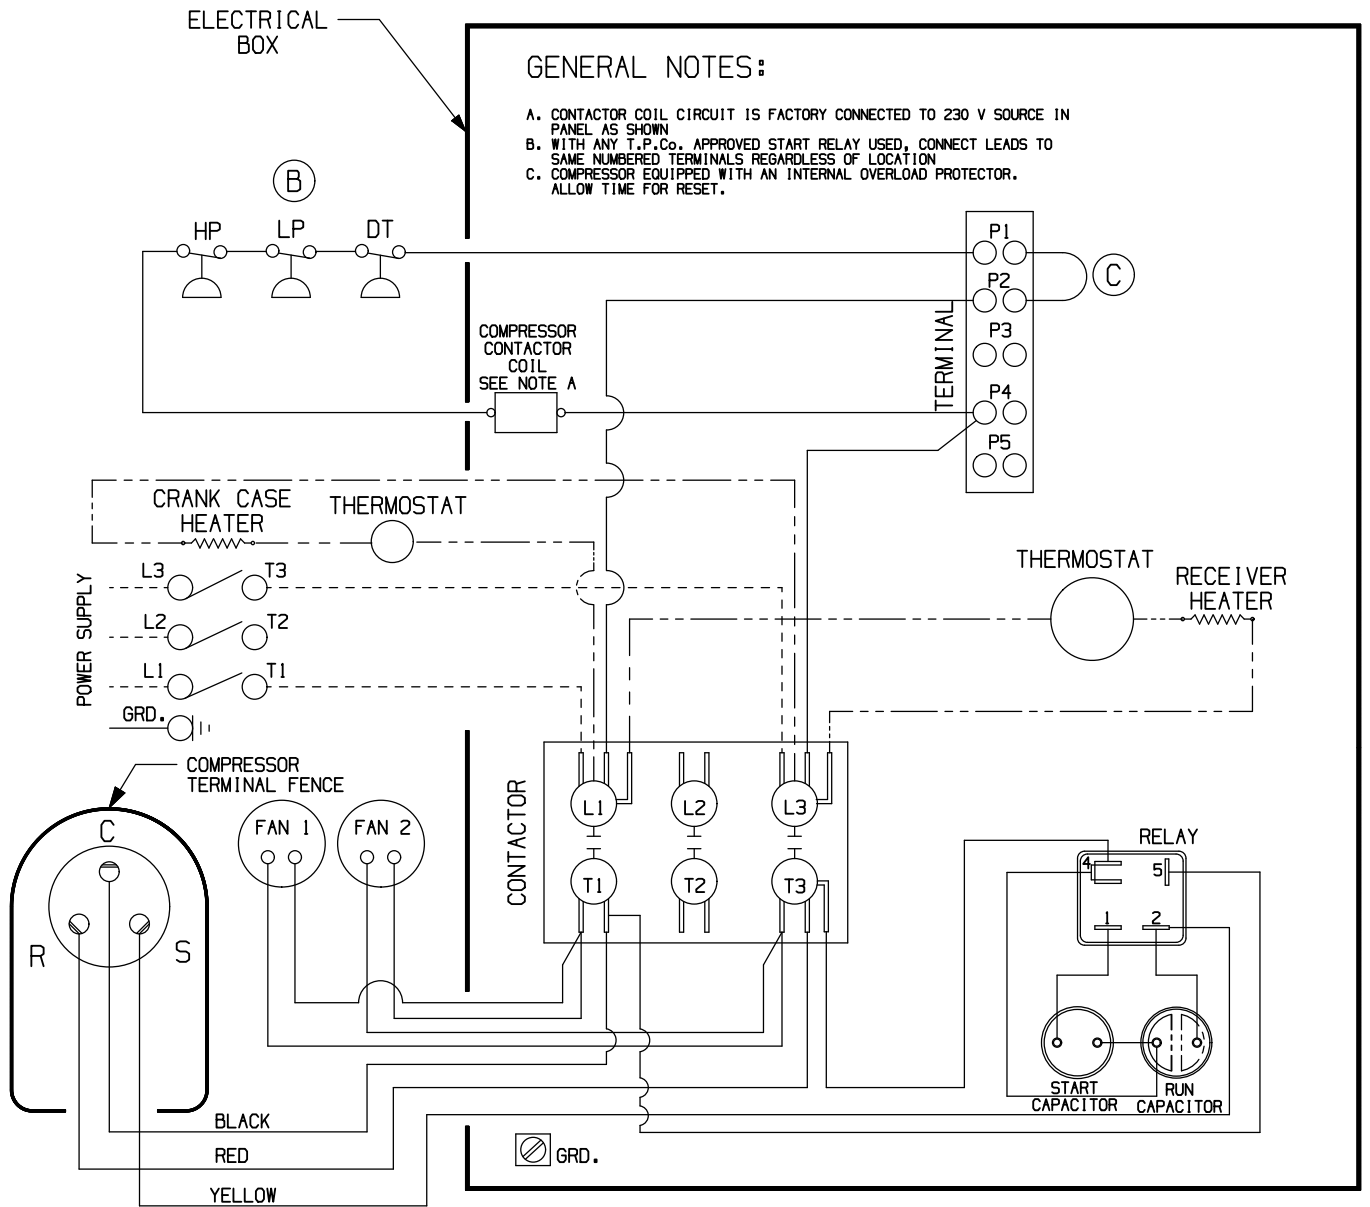 ELECTRICAL
BOX
GENERAL NOTES:
A. CONTACTOR COIL CIRCUIT IS FACTORY CONNECTED TO 230 V SOURCE IN
PANEL AS SHOWN
B. WITH ANY T.P.Co. APPROVED START RELAY USED, CONNECT LEADS TO
SAME NUMBERED TERMINALS REGARDLESS OF LOCATION
C. COMPRESSOR EQUIPPED WITH AN INTERNAL OVERLOAD PROTECTOR.
ALLOW TIME FOR RESET.
B
HP
LP
DT
P1
C
P2
P3
P4
P5
TERMINAL
COMPRESSOR
CONTACTOR
COIL
SEE NOTE A
CRANK CASE
HEATER
THERMOSTAT
THERMOSTAT
RECEIVER
HEATER
POWER SUPPLY
L3
T3
L2
T2
L1
T1
GRD.
COMPRESSOR
TERMINAL FENCE
C
R
S
FAN 1
FAN 2
CONTACTOR
L1
L2
L3
T1
T2
T3
RELAY
4
5
1
2
START
CAPACITOR
RUN
CAPACITOR
BLACK
RED
YELLOW
GRD.